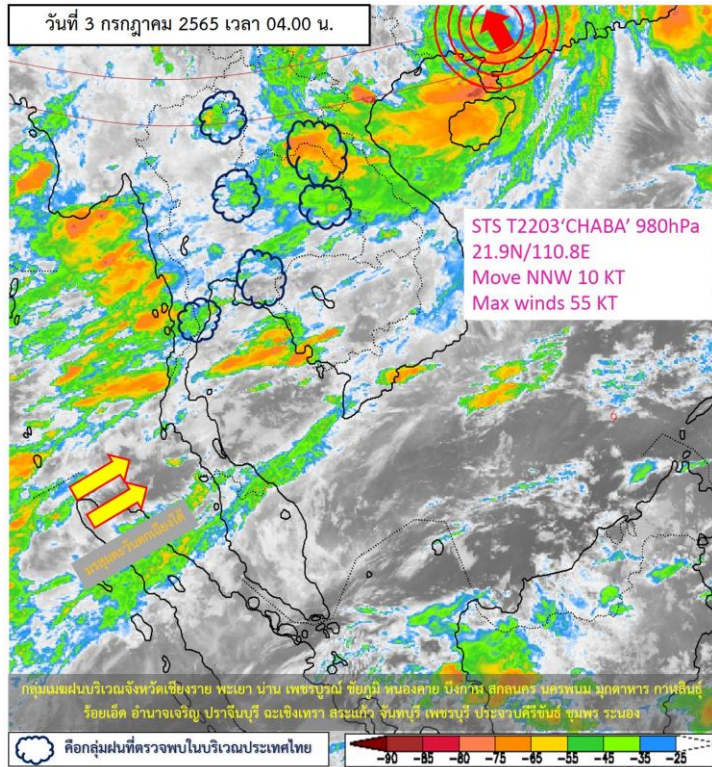 วันที่ 3 กรกฎาคม 2565 เวลา 04.00 น.
STS T2203'CHABA' 980hPa
21.9N/110.8E
Move NNW 10 KT
Max winds 55 KT
มรสุมตะวันตกเฉียงใต้
กลุ่มเมฆฝนบริเวณจังหวัดเชียงราย พะเยา น่าน เพชรบูรณ์ ชัยภูมิ หนองคาย บึงกาฬ สกลนคร นครพนม มุกดาหาร กาฬสินธุ์
ร้อยเอ็ด อำนาจเจริญ ปราจีนบุรี ฉะเชิงเทรา สระแก้ว จันทบุรี เพชรบุรี ประจวบคีรีขันธ์ ชุมพร ระนอง
คือกลุ่มฝนที่ตรวจพบในบริเวณประเทศไทย
-90 -85 -80 -75 -70 -65 -60 -55 -45 -35 -25